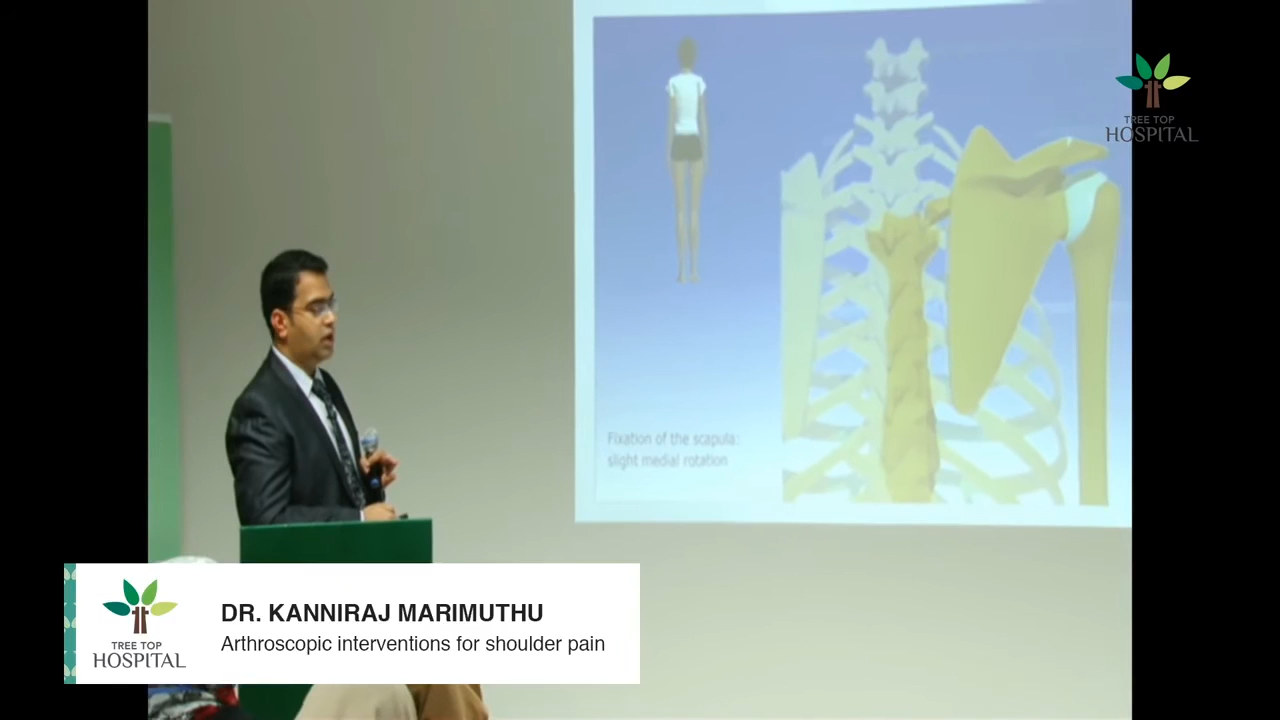 TREE TOP
HOSPITAL
Fixation of the scapula:
slight medial rotation
TREE TOP
HOSPITAL
DR. KANNIRAJ MARIMUTHU
Arthroscopic interventions for shoulder pain